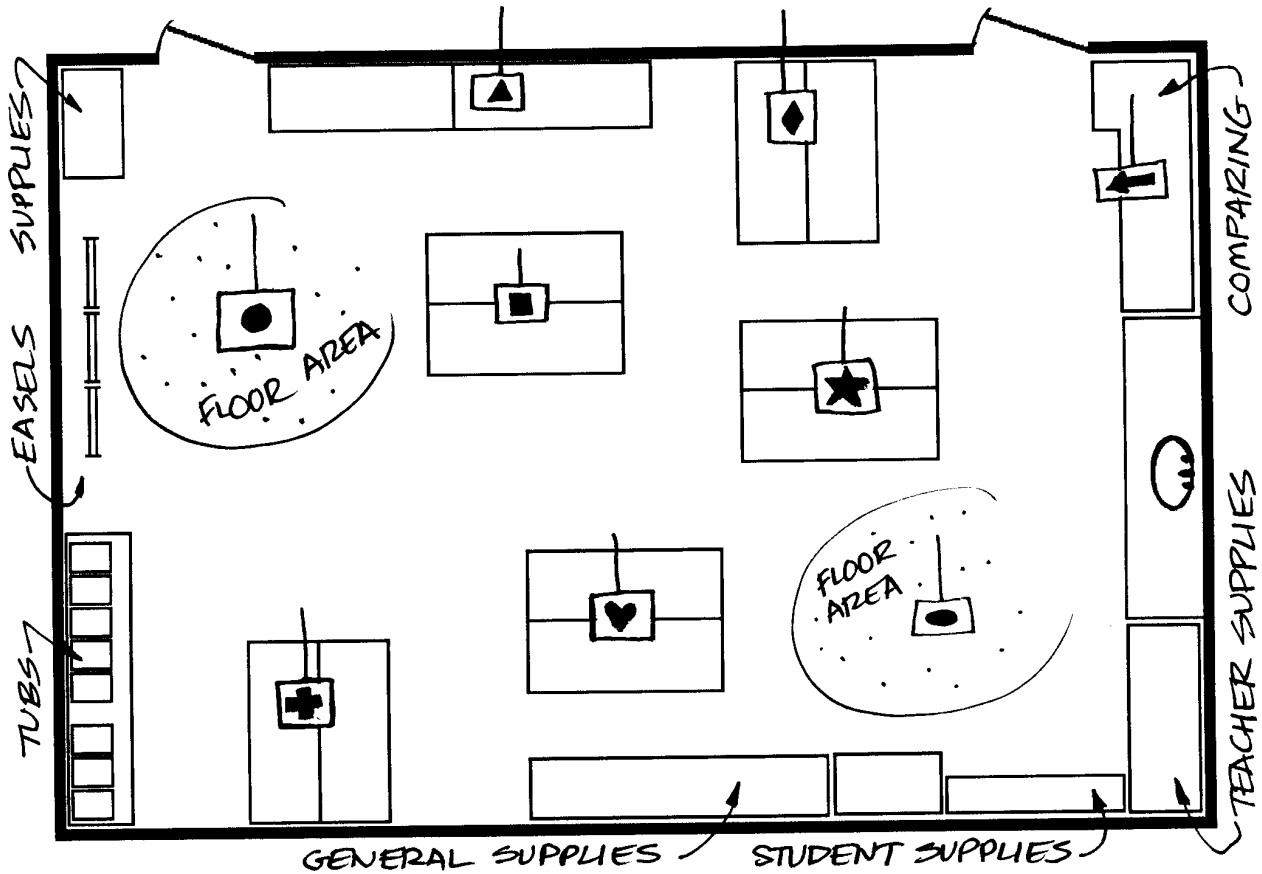 SUPPLIES
EASELS
TUBS
FLOOR AREA
FLOOR
AREA
COMPARING
TEACHER SUPPLIES
GENERAL SUPPLIES
STUDENT SUPPLIES